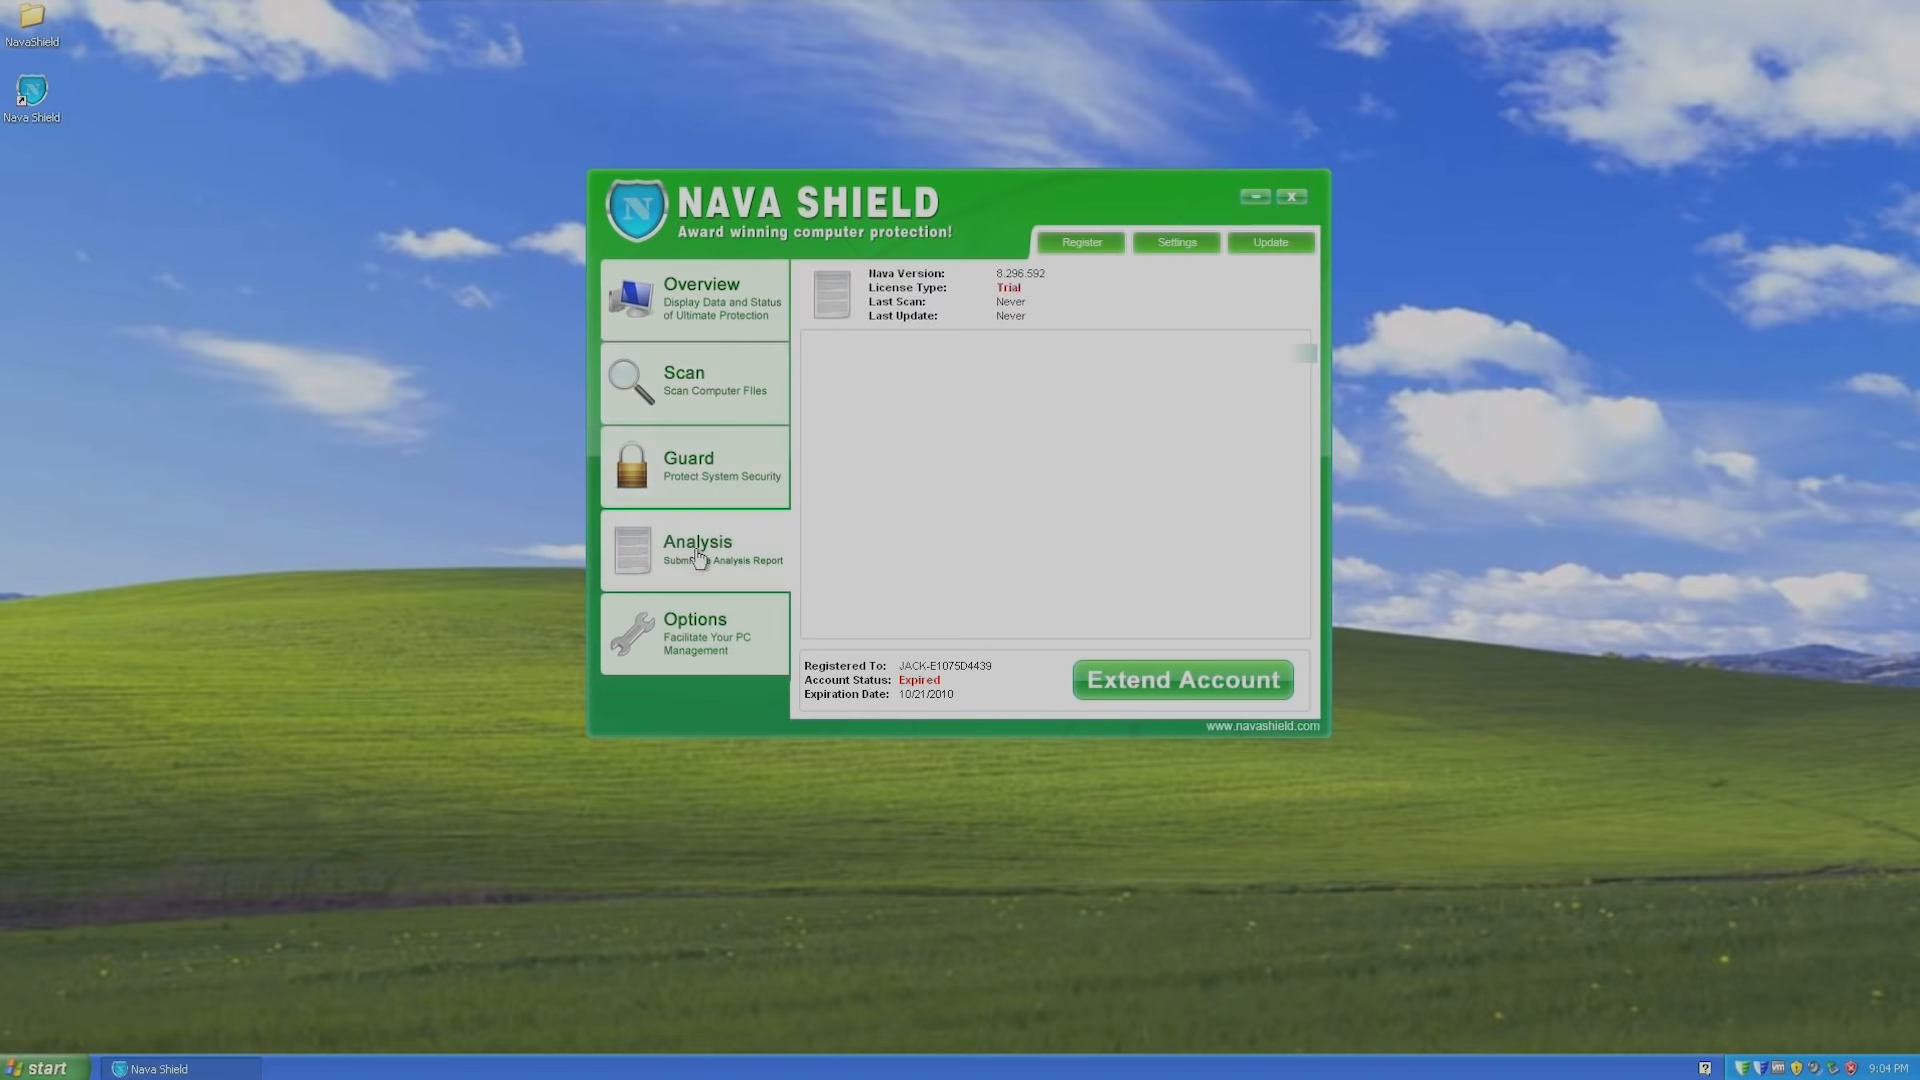 NavaShield
Nava Shield
NAVA SHIELD
Award winning computer protection!
Register
Settings
Update
Overview
Display Data and Status
of Ultimate Protection
Scan
Scan Computer Files
Guard
Protect System Security
Analysis
Analysis Report
Options
Facilitate Your PC
Management
Nava Version: 8.296.592
License Type: Trial
Last Scan: Never
Last Update: Never
Registered To: JACK-E1075D4439
Account Status: Expired
Expiration Date: 10/21/2010
Extend Account
www.navashield.com
start
Nava Shield
9:04 PM